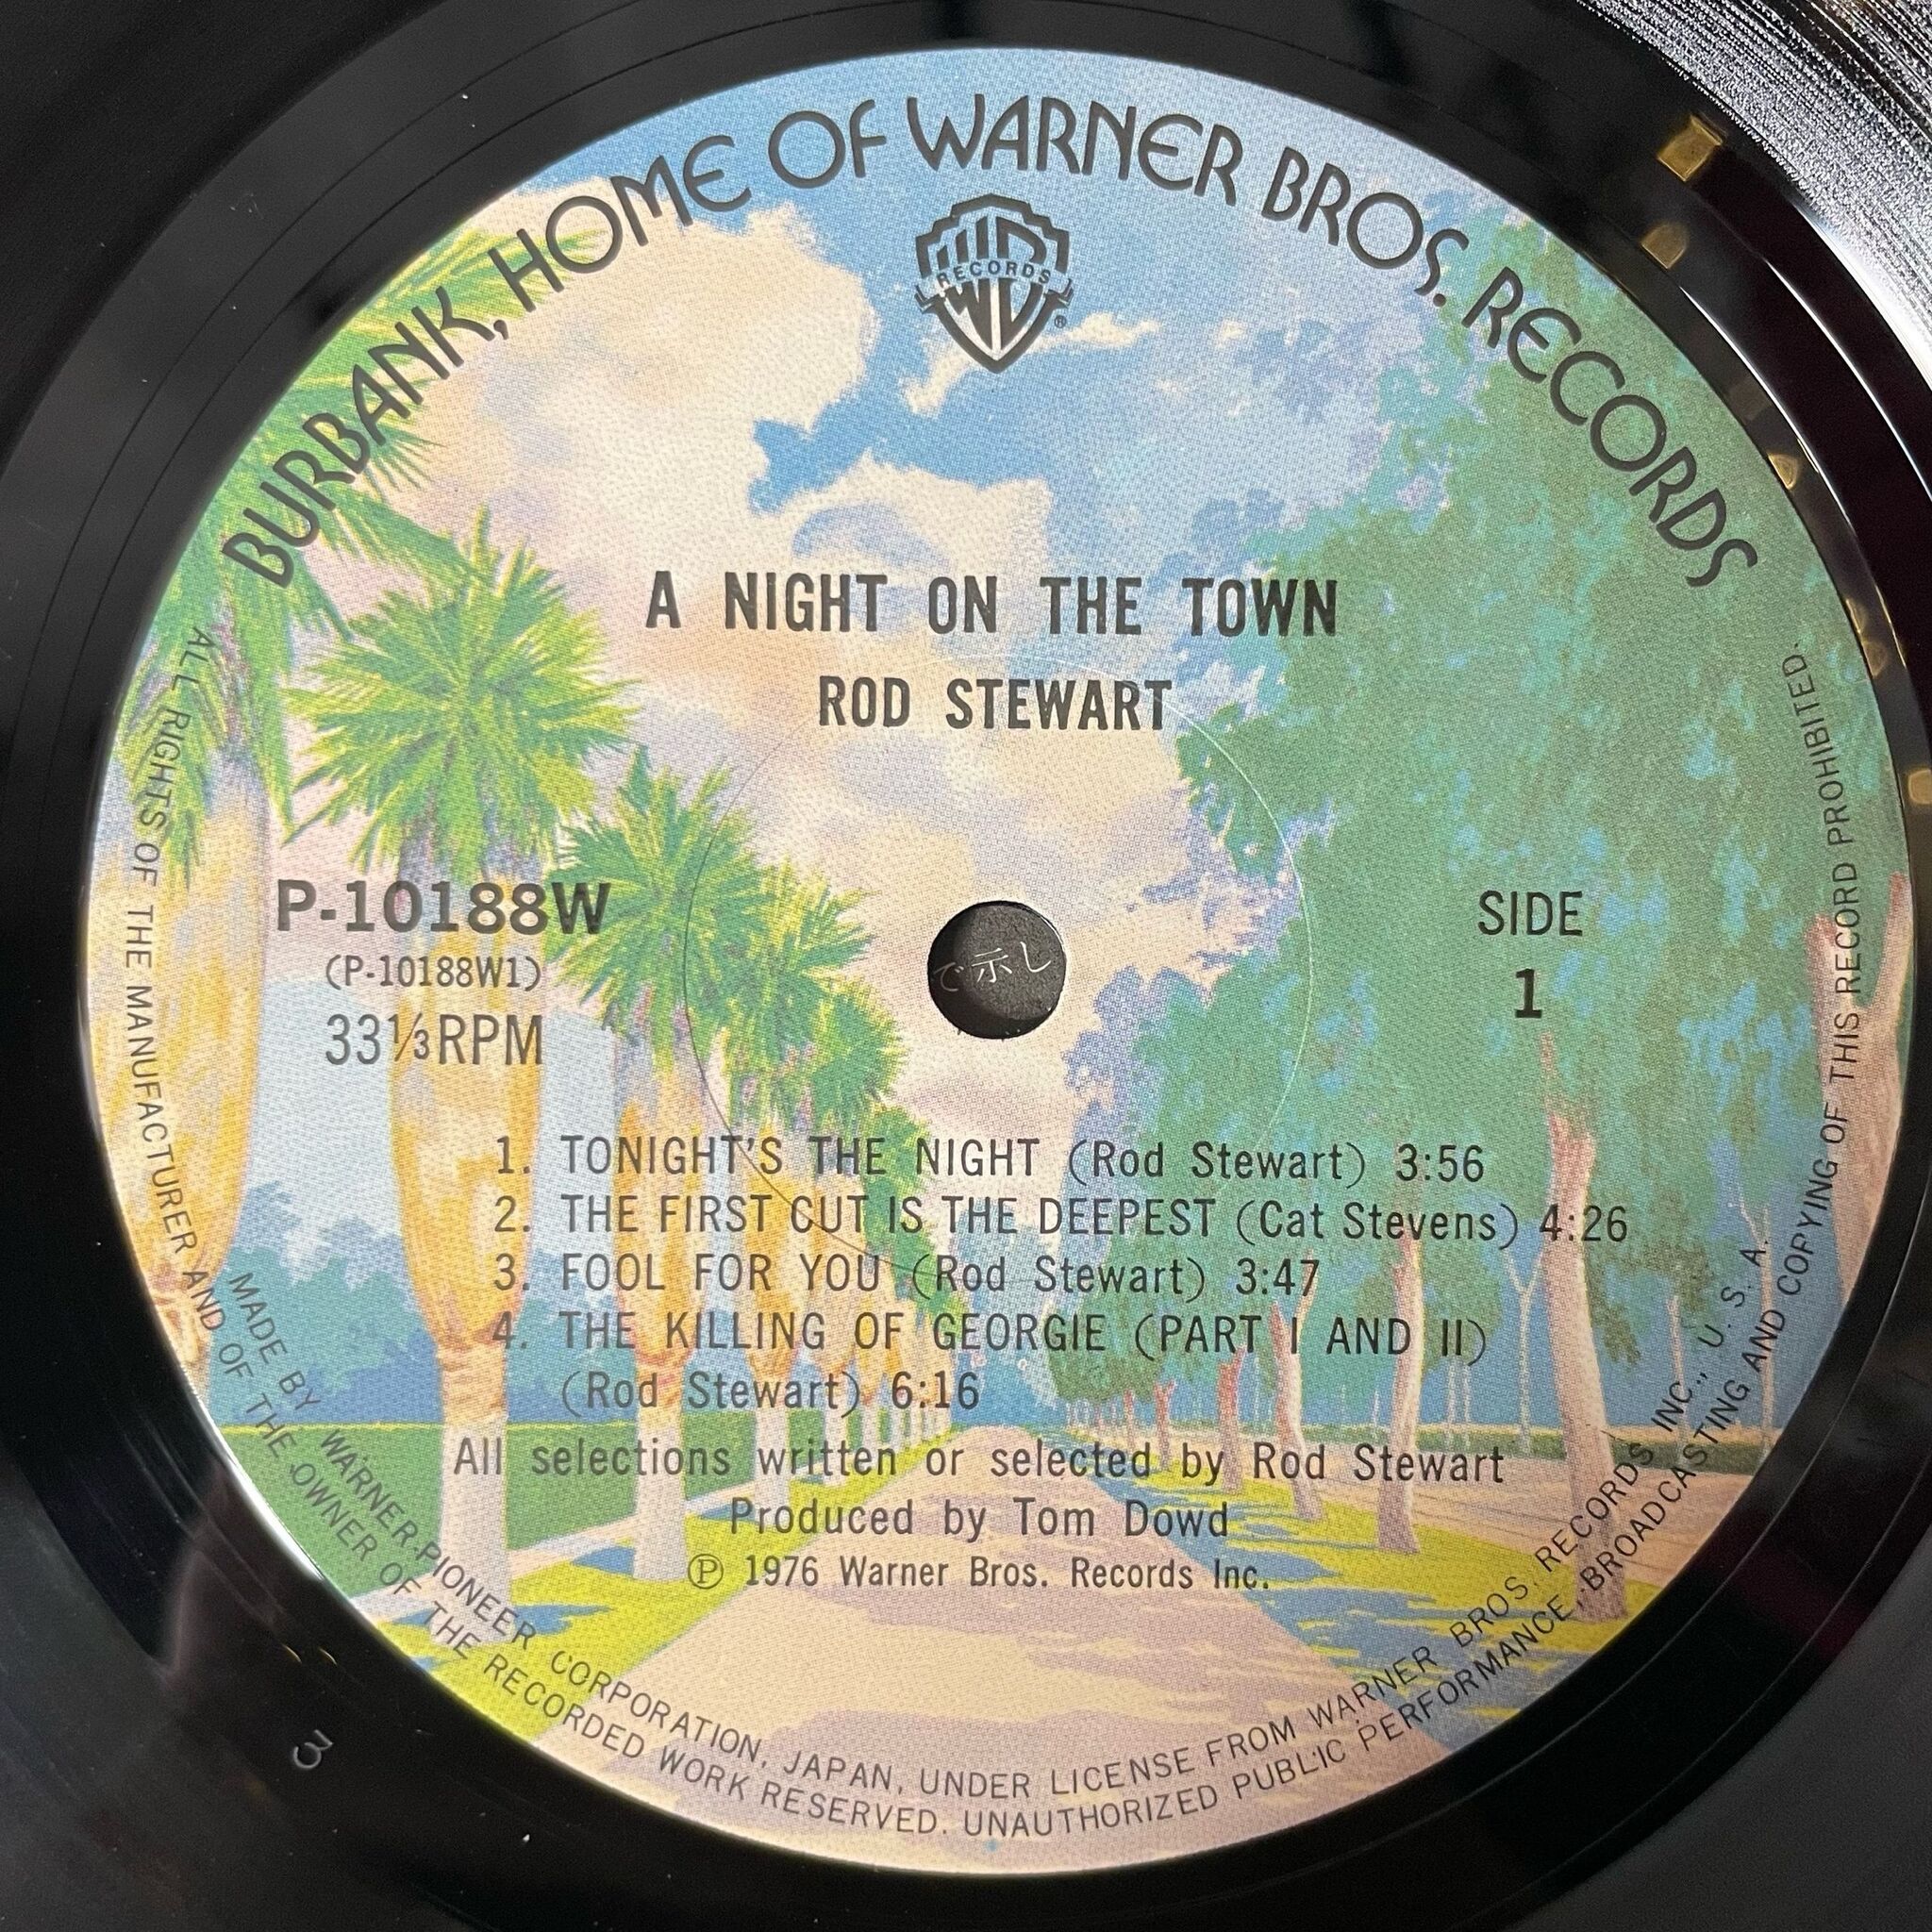 BURBANK, HOME OF WARNER BROS. RECORDS
RECORDS
®
A NIGHT ON THE TOWN
ROD STEWART
P-10188W
(P-10188W1)
33⅓RPM
SIDE
1
で示し
1. TONIGHT'S THE NIGHT (Rod Stewart) 3:56
2. THE FIRST CUT IS THE DEEPEST (Cat Stevens) 4:26
3. FOOL FOR YOU (Rod Stewart) 3:47
4. THE KILLING OF GEORGIE (PART I AND II)
(Rod Stewart) 6:16
All selections written or selected by Rod Stewart
Produced by Tom Dowd
℗ 1976 Warner Bros. Records Inc.
MADE BY WARNER-PIONEER CORPORATION, JAPAN, UNDER LICENSE FROM WARNER BROS. RECORDS INC., U. S. A.
ALL RIGHTS OF THE MANUFACTURER AND OF THE OWNER OF THE RECORDED WORK RESERVED. UNAUTHORIZED PUBLIC PERFORMANCE, BROADCASTING AND COPYING OF THIS RECORD PROHIBITED.
3